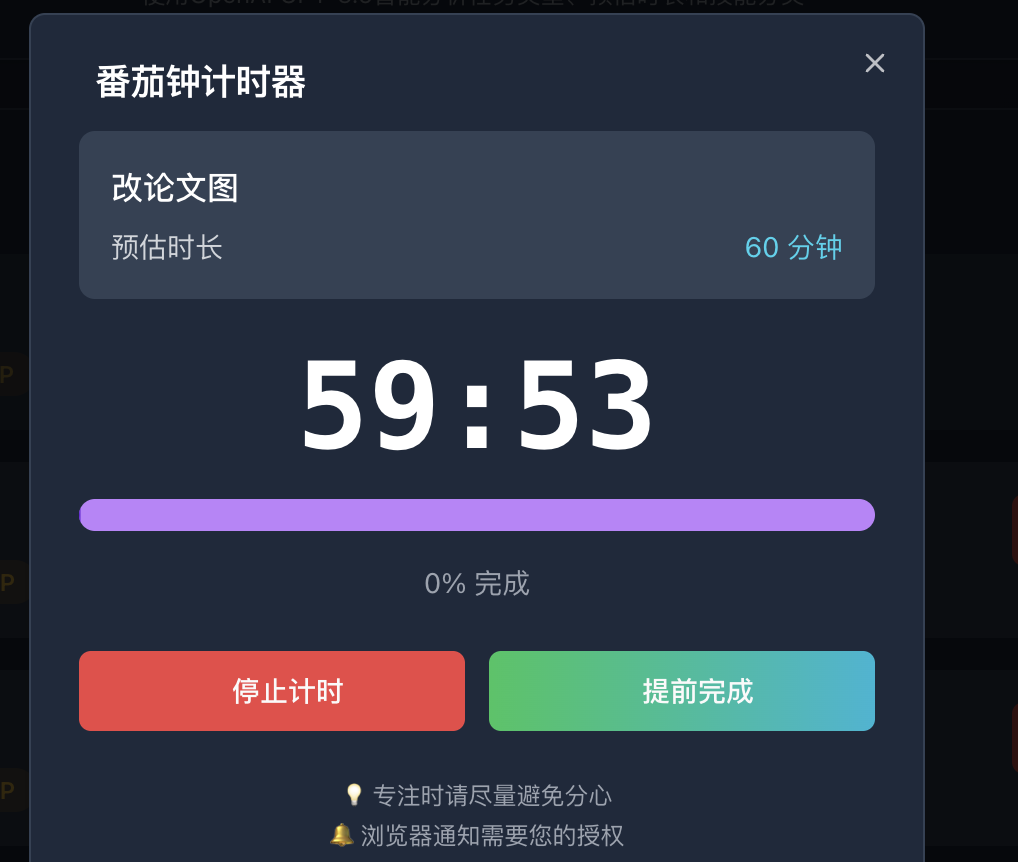 番茄钟计时器
改论文图
预估时长 60 分钟
59:53
0% 完成
停止计时 提前完成
💡 专注时请尽量避免分心
🔔 浏览器通知需要您的授权
P
P
P